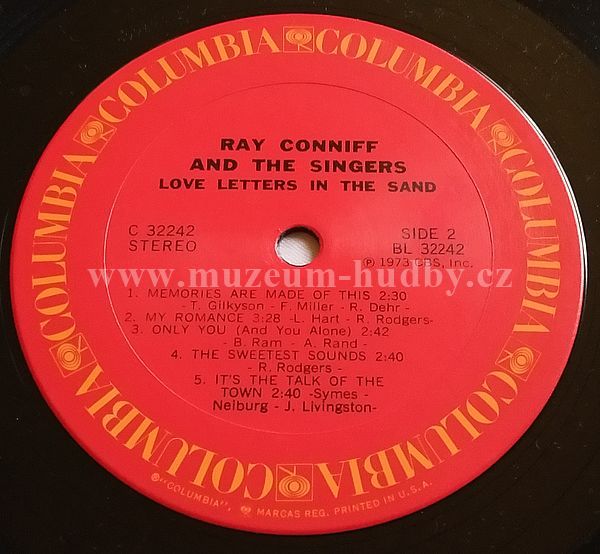 COLUMBIA COLUMBIA COLUMBIA COLUMBIA COLUMBIA COLUMBIA
RAY CONNIFF
AND THE SINGERS
LOVE LETTERS IN THE SAND
C 32242 SIDE 2
STEREO BL 32242
℗ 1973 CBS, Inc.
www.muzeum-hudby.cz
1. MEMORIES ARE MADE OF THIS 2:30
- T. Gilkyson - F. Miller - R. Dehr -
2. MY ROMANCE 3:28 -L. Hart - R. Rodgers-
3. ONLY YOU (And You Alone) 2:42
- B. Ram - A. Rand -
4. THE SWEETEST SOUNDS 2:40
- R. Rodgers -
5. IT'S THE TALK OF THE
TOWN 2:40 -Symes -
Neiburg - J. Livingston-
®"COLUMBIA", MARCAS REG. PRINTED IN U.S.A.